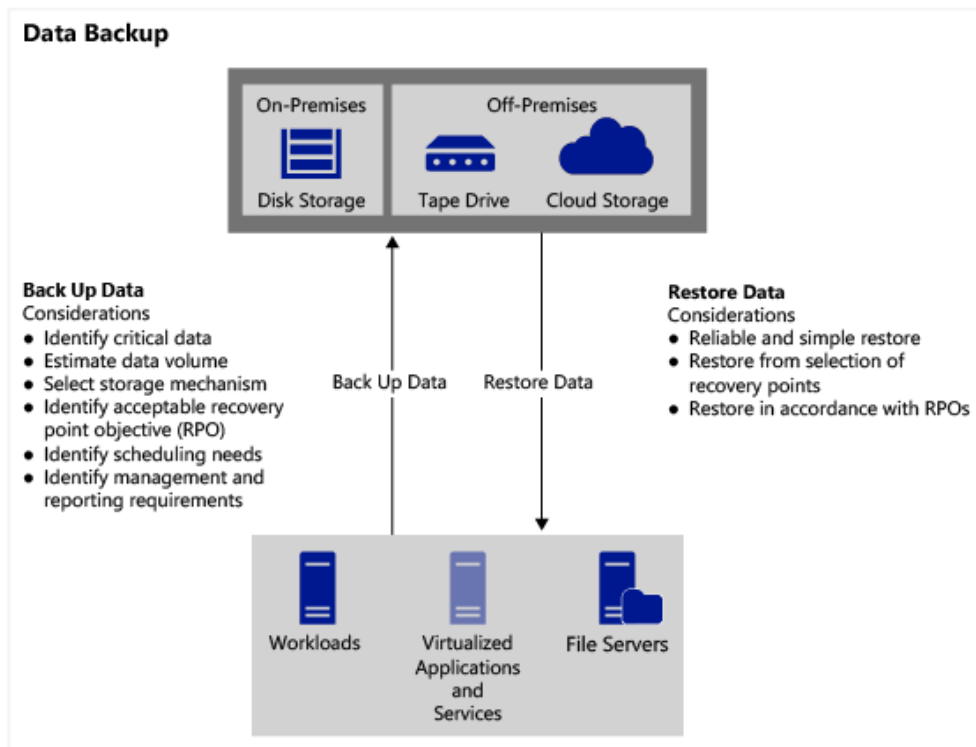 Data Backup
On-Premises
Off-Premises
Disk Storage
Tape Drive
Cloud Storage
Back Up Data
Considerations
● Identify critical data
● Estimate data volume
● Select storage mechanism
● Identify acceptable recovery
point objective (RPO)
● Identify scheduling needs
● Identify management and
reporting requirements
Back Up Data
Restore Data
Restore Data
Considerations
● Reliable and simple restore
● Restore from selection of
recovery points
● Restore in accordance with RPOs
Workloads
Virtualized
Applications
and
Services
File Servers